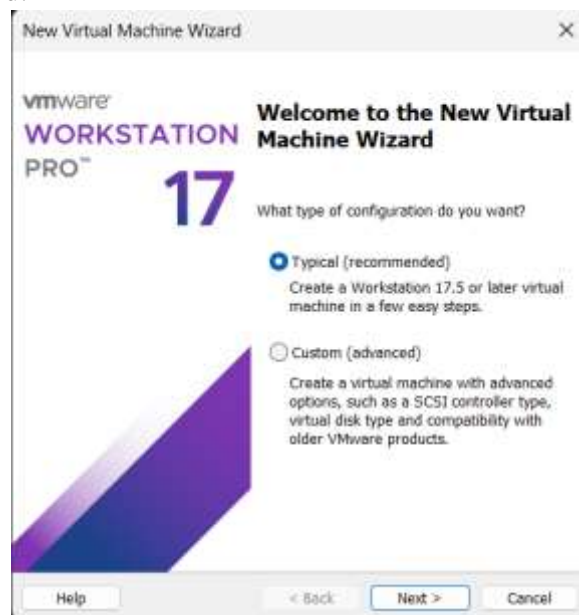 New Virtual Machine Wizard
vmware
WORKSTATION
PRO™
17
Welcome to the New Virtual
Machine Wizard
What type of configuration do you want?
Typical (recommended)
Create a Workstation 17.5 or later virtual
machine in a few easy steps.
Custom (advanced)
Create a virtual machine with advanced
options, such as a SCSI controller type,
virtual disk type and compatibility with
older VMware products.
Help
< Back
Next >
Cancel